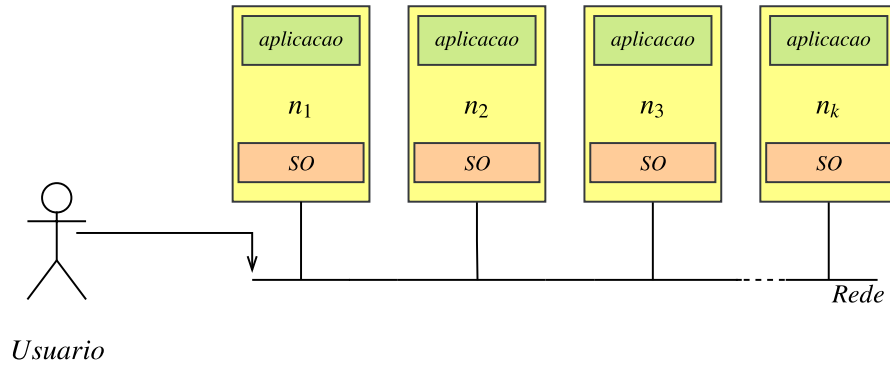 aplicacao aplicacao aplicacao aplicacao
n1 n2 n3 nk
SO SO SO SO
Rede
Usuario